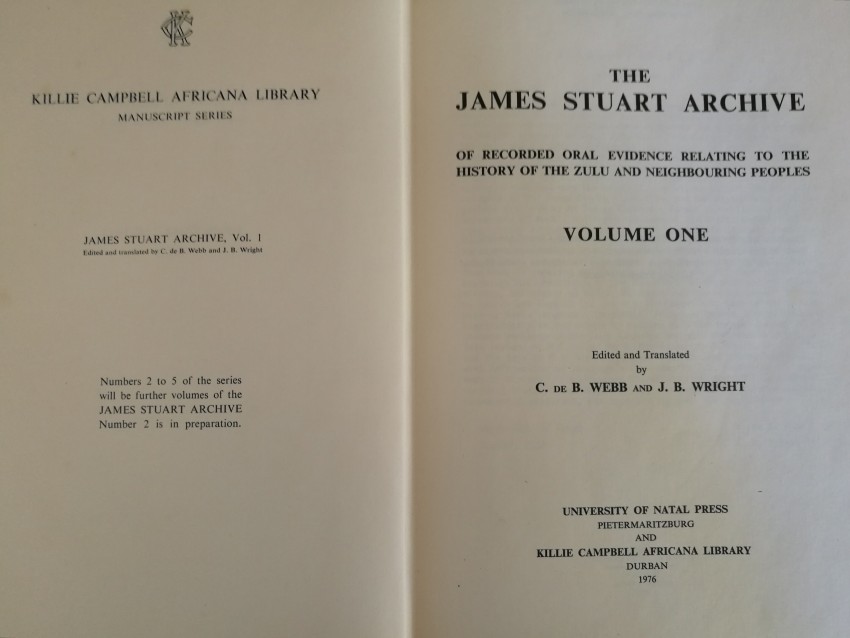 KC
KILLIE CAMPBELL AFRICANA LIBRARY
MANUSCRIPT SERIES
JAMES STUART ARCHIVE, Vol. 1
Edited and translated by C. de B. Webb and J. B. Wright
Numbers 2 to 5 of the series
will be further volumes of the
JAMES STUART ARCHIVE
Number 2 is in preparation.
THE
JAMES STUART ARCHIVE
OF RECORDED ORAL EVIDENCE RELATING TO THE
HISTORY OF THE ZULU AND NEIGHBOURING PEOPLES
VOLUME ONE
Edited and Translated
by
C. DE B. WEBB AND J. B. WRIGHT
UNIVERSITY OF NATAL PRESS
PIETERMARITZBURG
AND
KILLIE CAMPBELL AFRICANA LIBRARY
DURBAN
1976